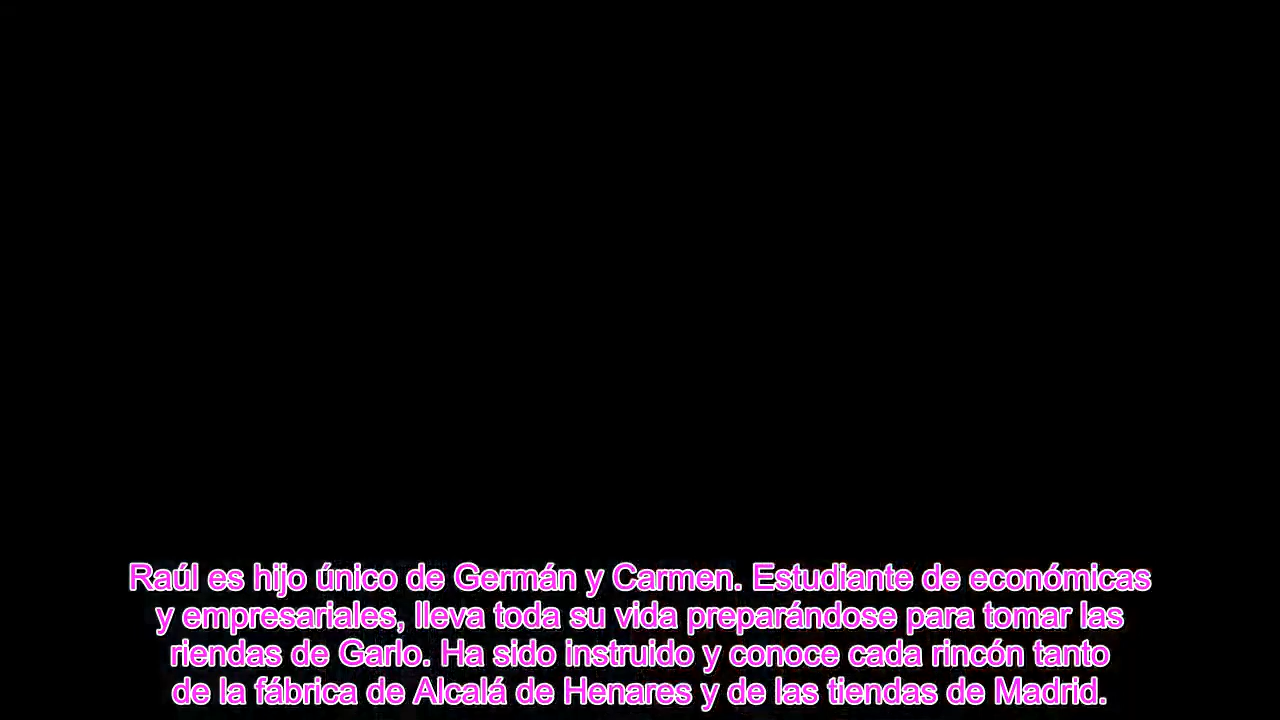 Raúl es hijo único de Germán y Carmen. Estudiante de económicas
y empresariales, lleva toda su vida preparándose para tomar las
riendas de Garlo. Ha sido instruido y conoce cada rincón tanto
de la fábrica de Alcalá de Henares y de las tiendas de Madrid.